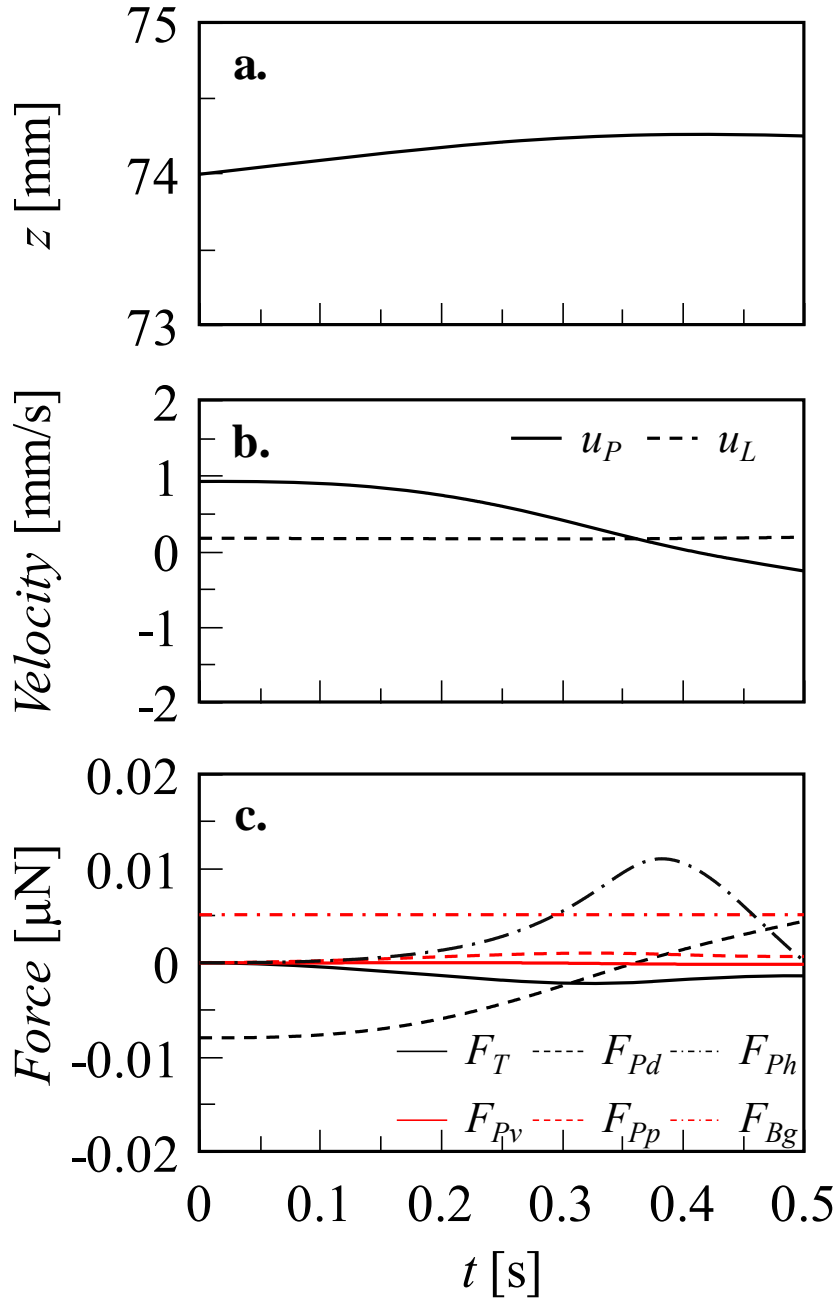 75
a.
74
73
z [mm]
2
b.
u_P
u_L
1
0
-1
-2
Velocity [mm/s]
0.02
c.
0.01
0
-0.01
-0.02
Force [µN]
F_T F_Pd F_Ph
F_Pv F_Pp F_Bg
0 0.1 0.2 0.3 0.4 0.5
t [s]